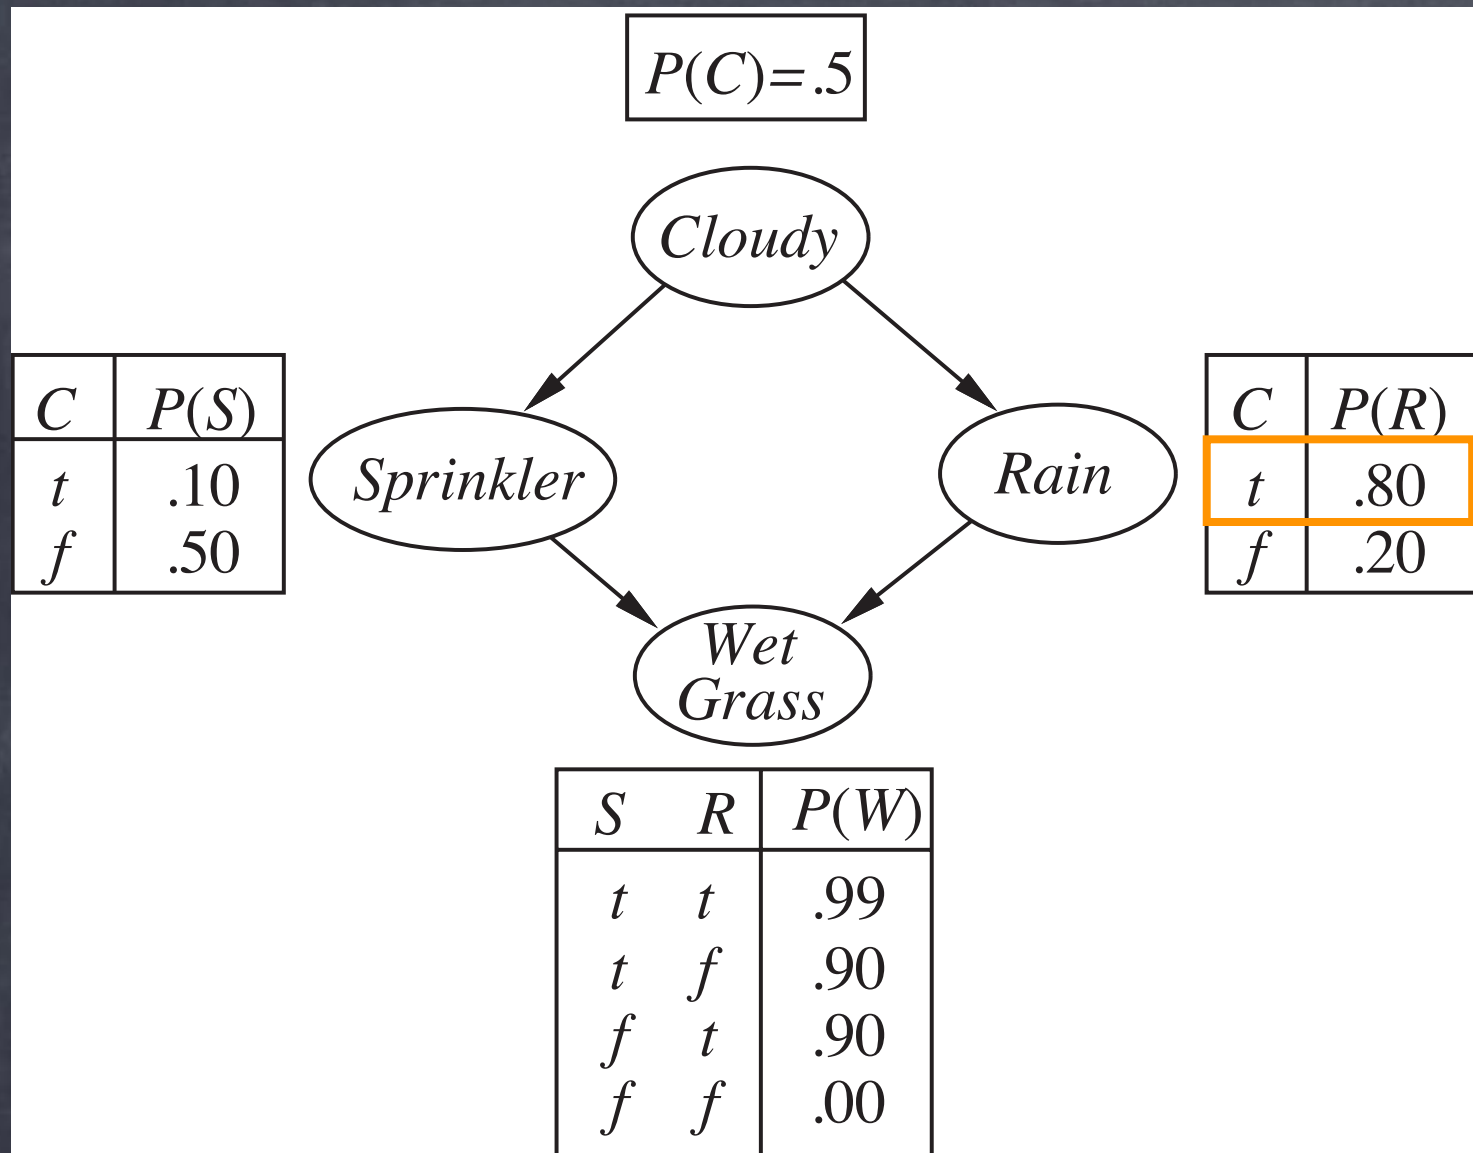 P(C)=.5
Cloudy
C P(S)
t .10
f .50
Sprinkler
Rain
C P(R)
t .80
f .20
Wet
Grass
S R P(W)
t t .99
t f .90
f t .90
f f .00